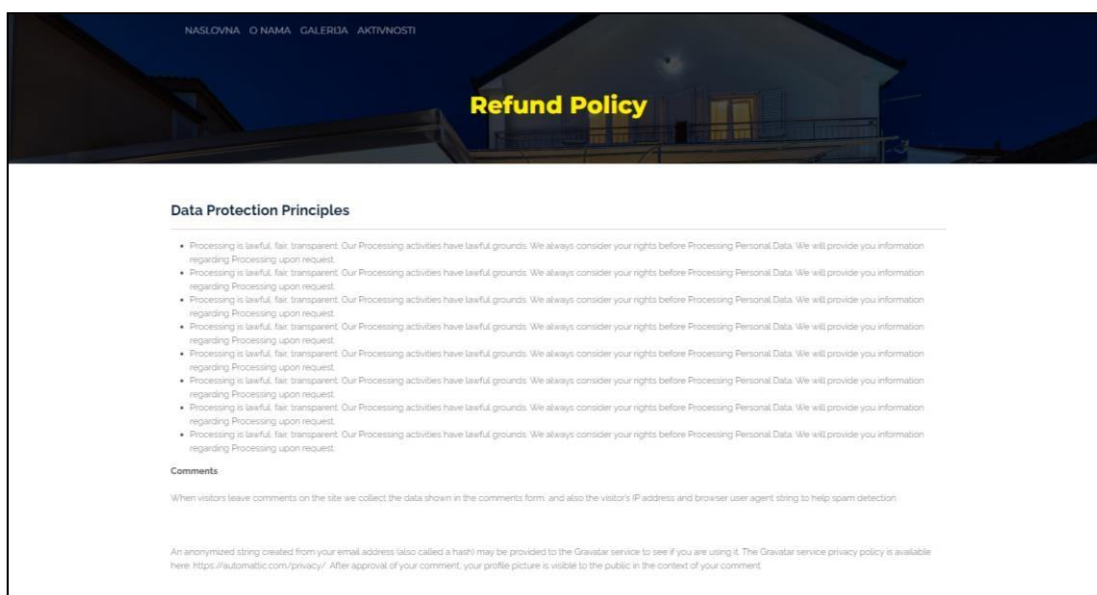 NASLOVNA O NAMA GALERIJA AKTIVNOSTI
Refund Policy
Data Protection Principles
• Processing is lawful, fair, transparent. Our Processing activities have lawful grounds. We always consider your rights before Processing Personal Data. We will provide you information
regarding Processing upon request.
• Processing is lawful, fair, transparent. Our Processing activities have lawful grounds. We always consider your rights before Processing Personal Data. We will provide you information
regarding Processing upon request.
• Processing is lawful, fair, transparent. Our Processing activities have lawful grounds. We always consider your rights before Processing Personal Data. We will provide you information
regarding Processing upon request.
• Processing is lawful, fair, transparent. Our Processing activities have lawful grounds. We always consider your rights before Processing Personal Data. We will provide you information
regarding Processing upon request.
• Processing is lawful, fair, transparent. Our Processing activities have lawful grounds. We always consider your rights before Processing Personal Data. We will provide you information
regarding Processing upon request.
• Processing is lawful, fair, transparent. Our Processing activities have lawful grounds. We always consider your rights before Processing Personal Data. We will provide you information
regarding Processing upon request.
• Processing is lawful, fair, transparent. Our Processing activities have lawful grounds. We always consider your rights before Processing Personal Data. We will provide you information
regarding Processing upon request.
• Processing is lawful, fair, transparent. Our Processing activities have lawful grounds. We always consider your rights before Processing Personal Data. We will provide you information
regarding Processing upon request.
Comments
When visitors leave comments on the site we collect the data shown in the comments form, and also the visitor's IP address and browser user agent string to help spam detection.
An anonymized string created from your email address (also called a hash) may be provided to the Gravatar service to see if you are using it. The Gravatar service privacy policy is available
here: https://automattic.com/privacy/. After approval of your comment, your profile picture is visible to the public in the context of your comment.